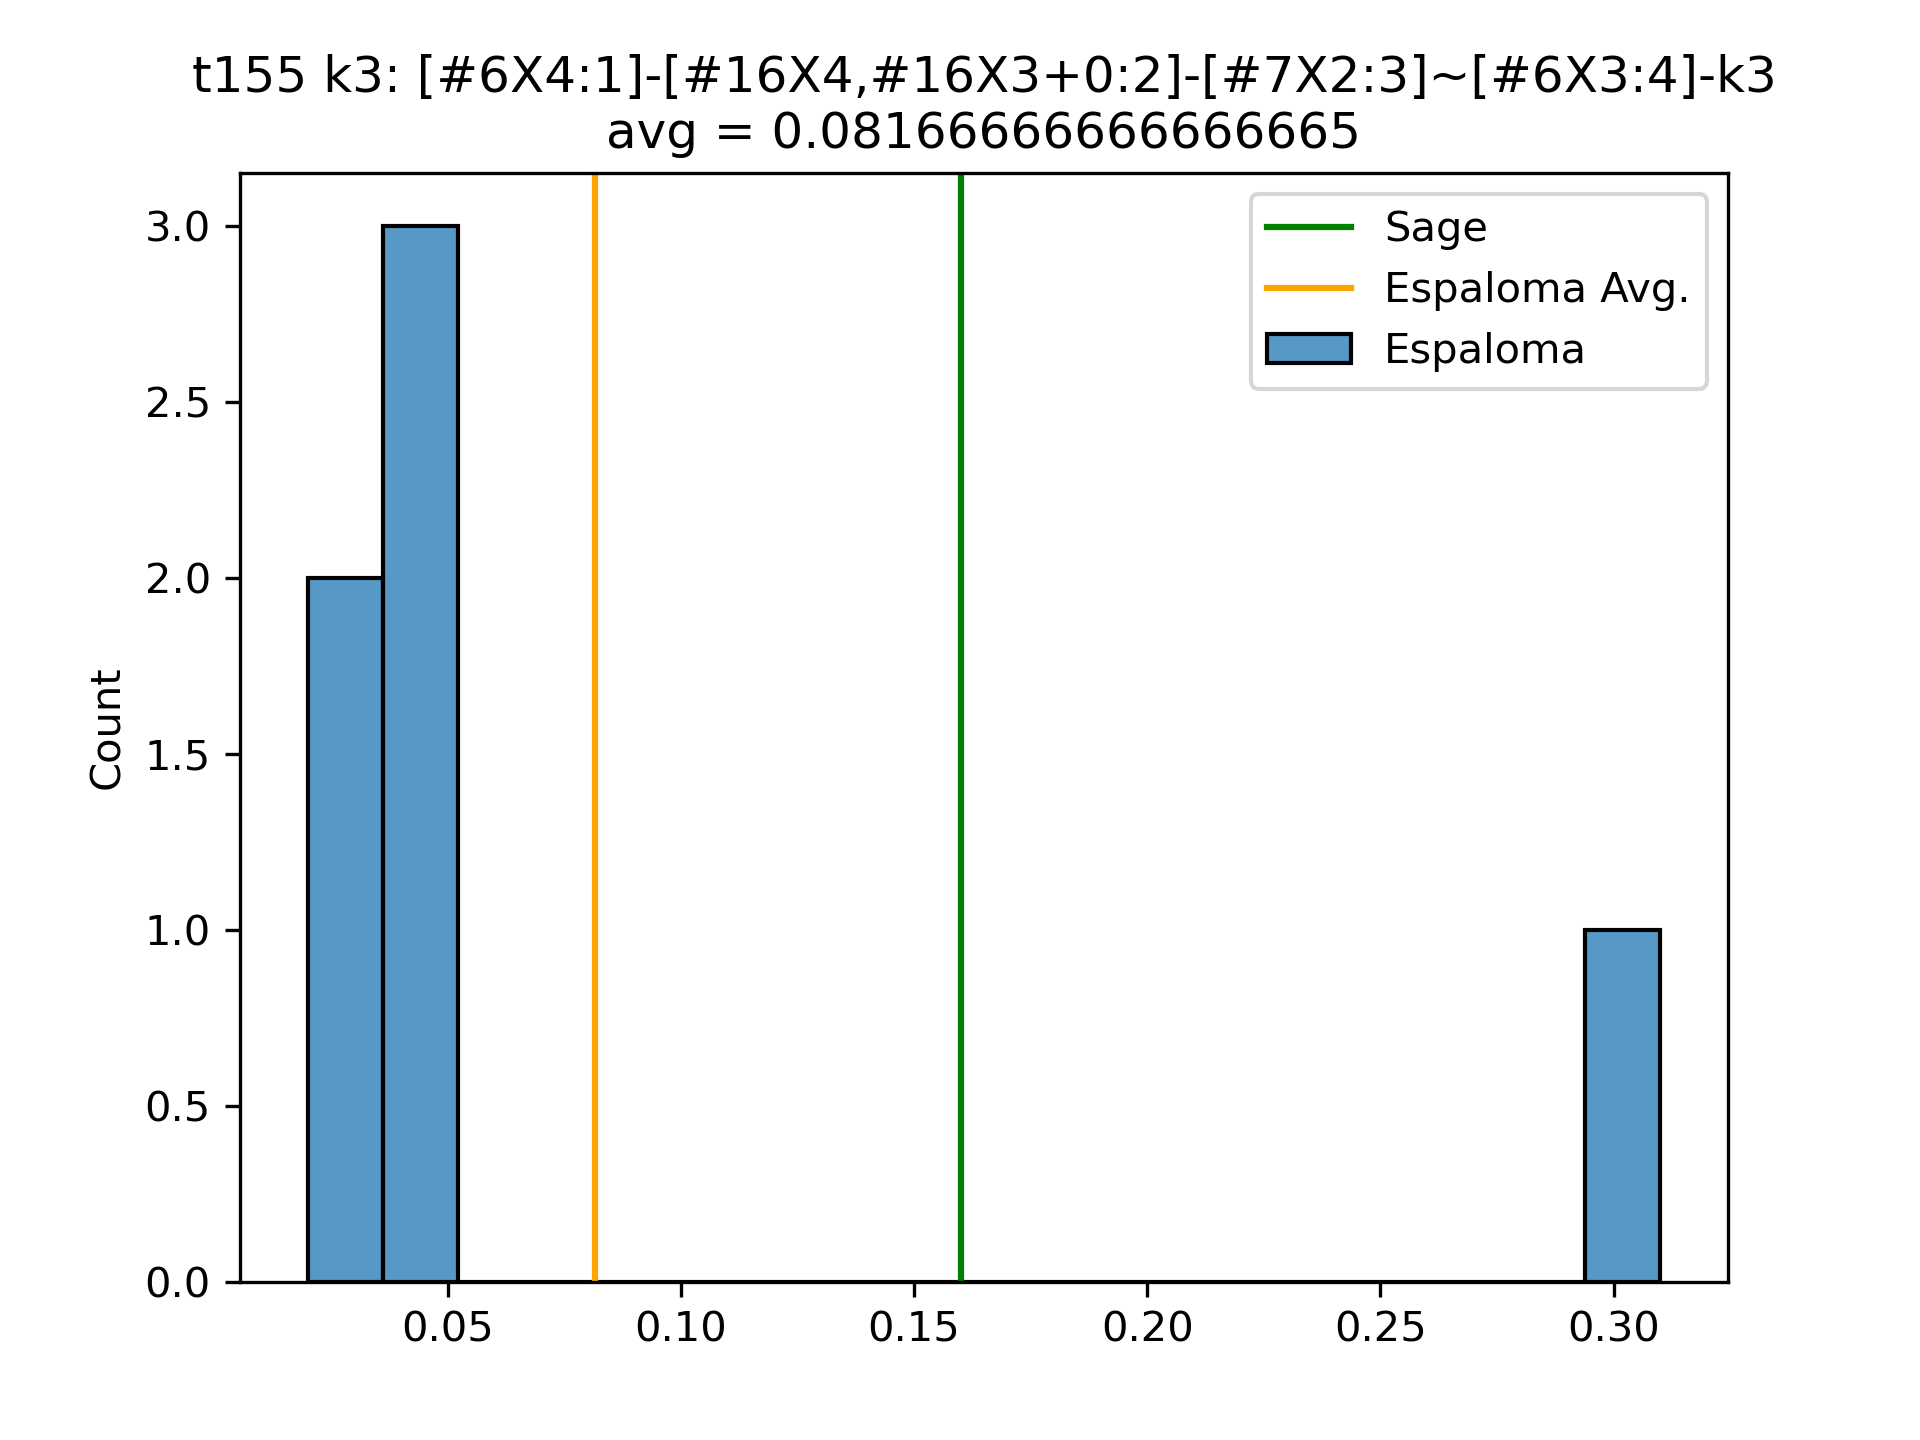 t155 k3: [#6X4:1]-[#16X4,#16X3+0:2]-[#7X2:3]~[#6X3:4]-k3
avg = 0.08166666666666665
Sage
Espaloma Avg.
Espaloma
Count
3.0
2.5
2.0
1.5
1.0
0.5
0.0
0.05 0.10 0.15 0.20 0.25 0.30